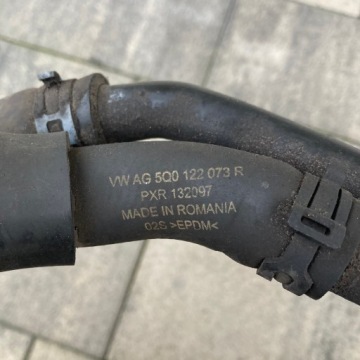 VW AG 5Q0 122 073 R
PXR 132097
MADE IN ROMANIA
02S >EPDM<